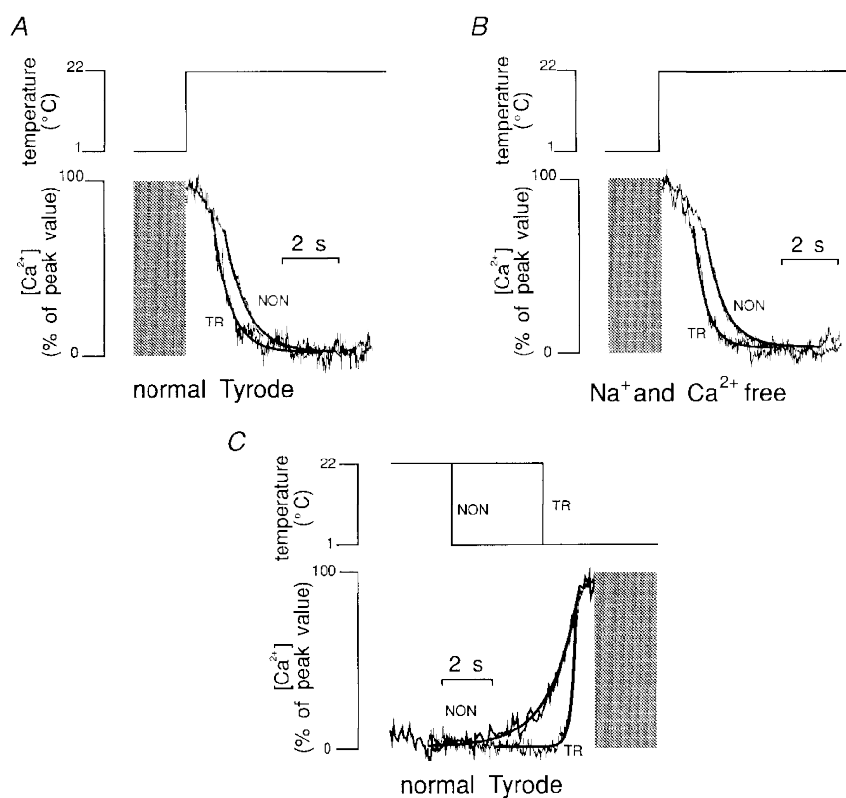 A
temperature
(°C)
22
1
[Ca²⁺]
(% of peak value)
100
0
2 s
NON
TR
normal Tyrode
B
temperature
(°C)
22
1
[Ca²⁺]
(% of peak value)
100
0
2 s
NON
TR
Na⁺ and Ca²⁺ free
C
temperature
(°C)
22
1
NON
TR
[Ca²⁺]
(% of peak value)
100
0
2 s
NON
TR
normal Tyrode